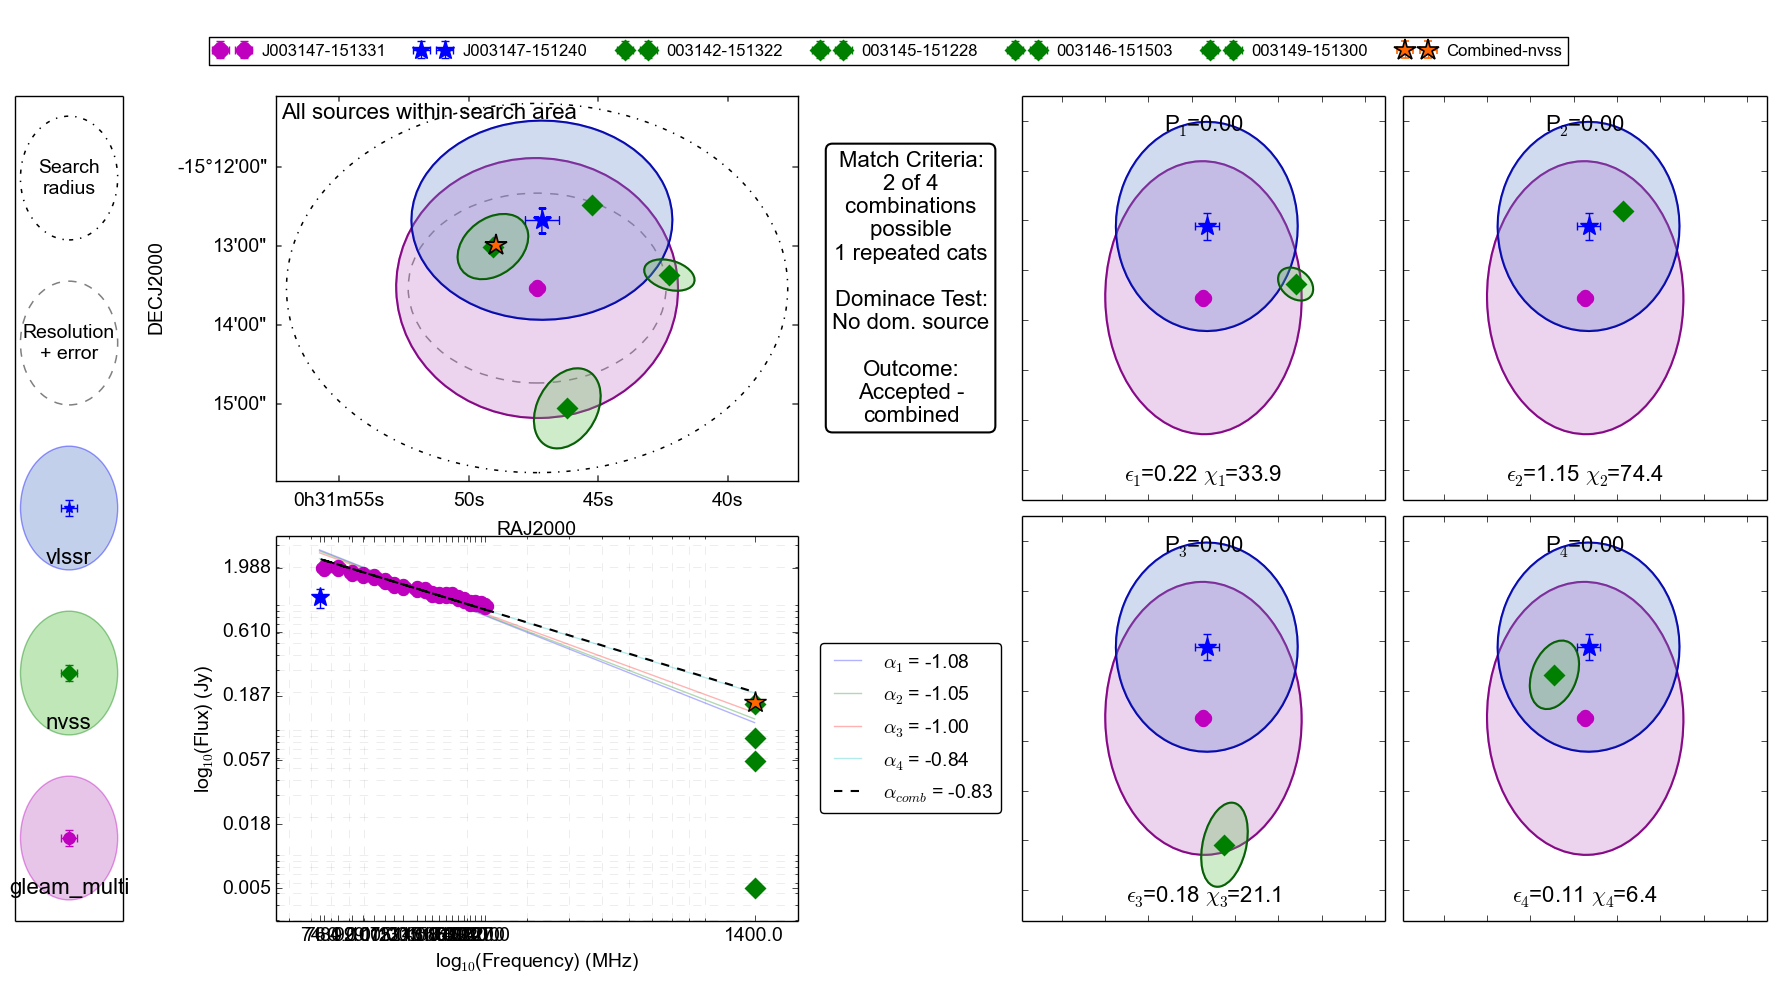 J003147-151331 J003147-151240 003142-151322 003145-151228 003146-151503 003149-151300 Combined-nvss
Search
radius
Resolution
+ error
vlssr
nvss
gleam_multi
All sources within search area
DECJ2000
-15°12'00"
13'00"
14'00"
15'00"
0h31m55s 50s 45s 40s
RAJ2000
Match Criteria:
2 of 4
combinations
possible
1 repeated cats
Dominace Test:
No dom. source
Outcome:
Accepted -
combined
log10(Flux) (Jy)
1.988
0.610
0.187
0.057
0.018
0.005
1400.0
log10(Frequency) (MHz)
α1 = -1.08
α2 = -1.05
α3 = -1.00
α4 = -0.84
αcomb = -0.83
P1=0.00
ϵ1=0.22 χ1=33.9
P2=0.00
ϵ2=1.15 χ2=74.4
P3=0.00
ϵ3=0.18 χ3=21.1
P4=0.00
ϵ4=0.11 χ4=6.4